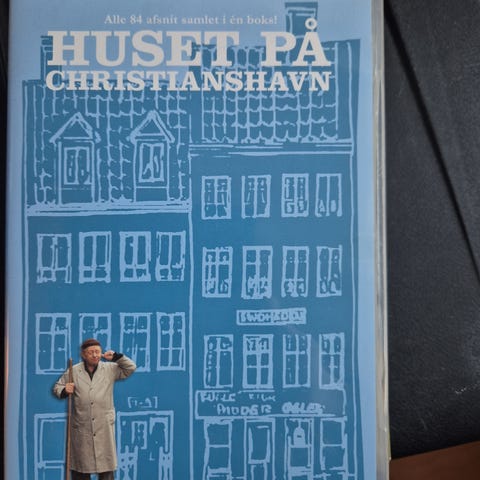 Alle 84 afsnit samlet i én boks!
HUSET PÅ
CHRISTIANSHAVN